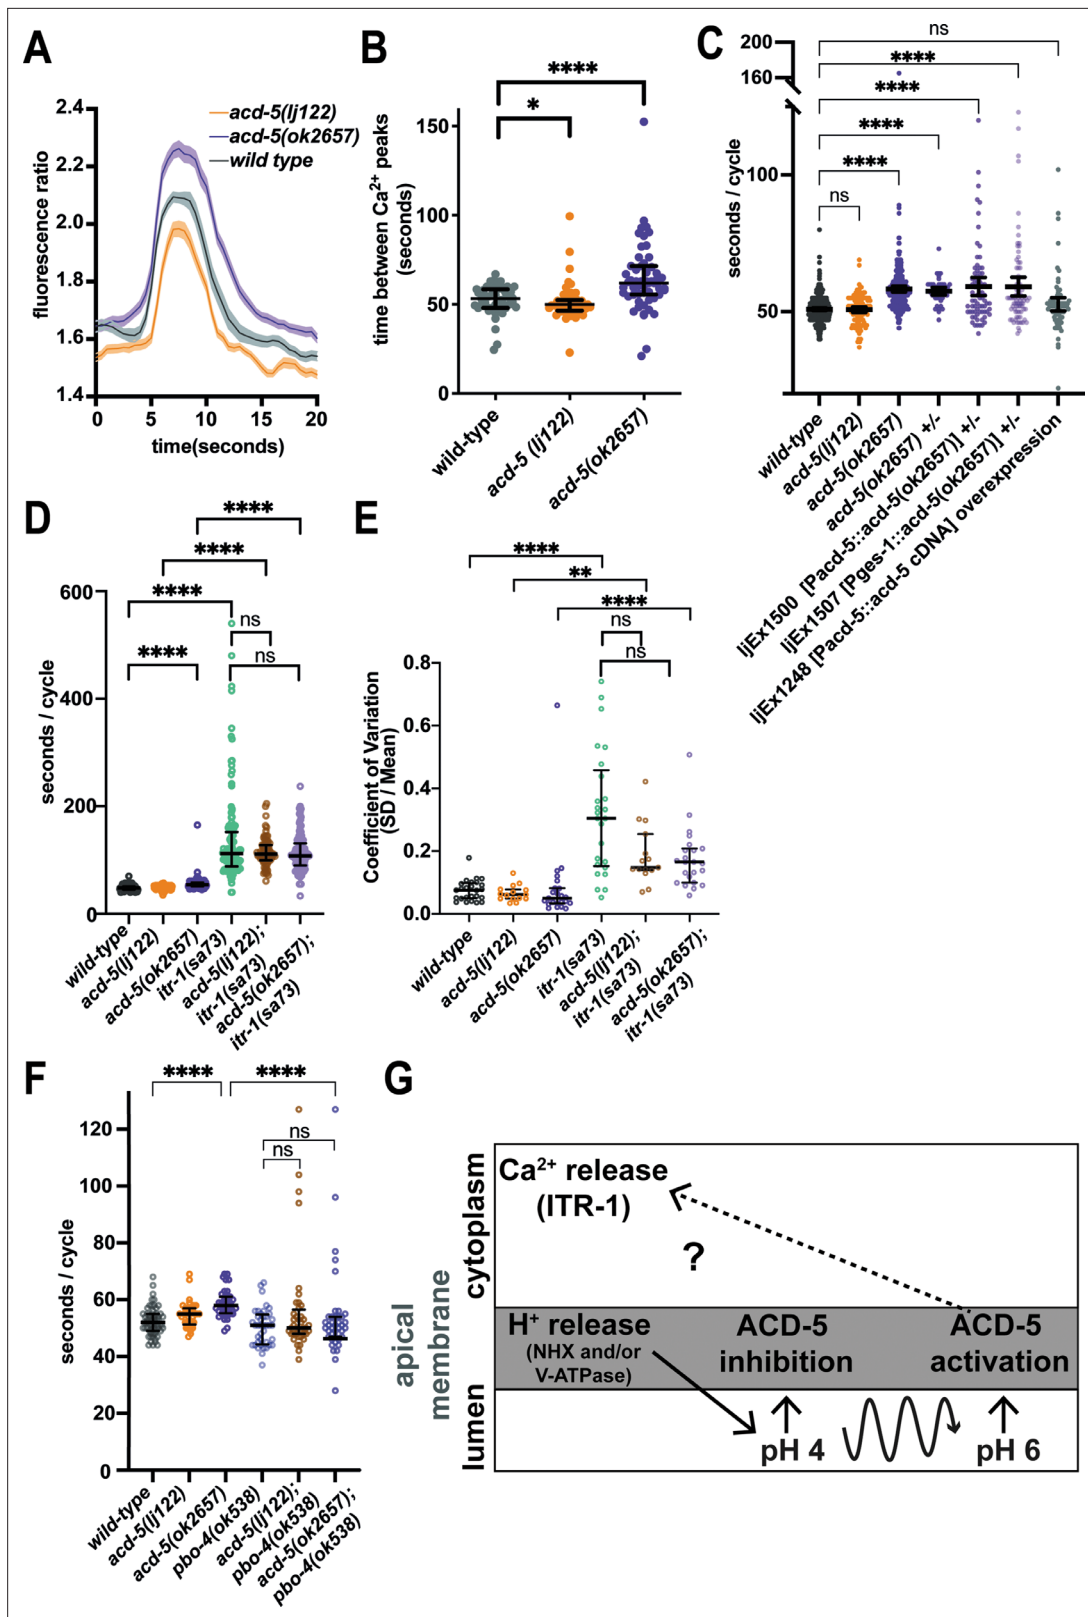 A
2.4
2.2
2.0
1.8
1.6
1.4
fluorescence ratio
acd-5(lj122)
acd-5(ok2657)
wild type
0
5
10
15
20
time(seconds)
B
****
*
150
100
50
0
time between Ca²⁺ peaks
(seconds)
wild-type
acd-5 (lj122)
acd-5(ok2657)
C
ns
****
****
****
****
ns
200
160
100
50
seconds / cycle
wild-type
acd-5(lj122)
acd-5(ok2657)
acd-5(ok2657) +/-
ljEx1500 [Pacd-5::acd-5(ok2657)] +/-
ljEx1507 [Pges-1::acd-5(ok2657)] +/-
ljEx1248 [Pacd-5::acd-5 cDNA] overexpression
D
****
****
****
ns
****
ns
600
400
200
0
seconds / cycle
wild-type
acd-5(lj122)
acd-5(ok2657)
itr-1(sa73)
acd-5(lj122);
itr-1(sa73)
acd-5(ok2657);
itr-1(sa73)
E
****
**
****
ns
ns
0.8
0.6
0.4
0.2
0.0
Coefficient of Variation
(SD / Mean)
wild-type
acd-5(lj122)
acd-5(ok2657)
itr-1(sa73)
acd-5(lj122);
itr-1(sa73)
acd-5(ok2657);
itr-1(sa73)
F
****
****
ns
ns
120
100
80
60
40
20
0
seconds / cycle
wild-type
acd-5(lj122)
acd-5(ok2657)
pbo-4(ok538)
acd-5(lj122);
pbo-4(ok538)
acd-5(ok2657);
pbo-4(ok538)
G
cytoplasm
Ca²⁺ release
(ITR-1)
?
apical
membrane
H⁺ release
(NHX and/or
V-ATPase)
ACD-5
inhibition
ACD-5
activation
lumen
pH 4
pH 6